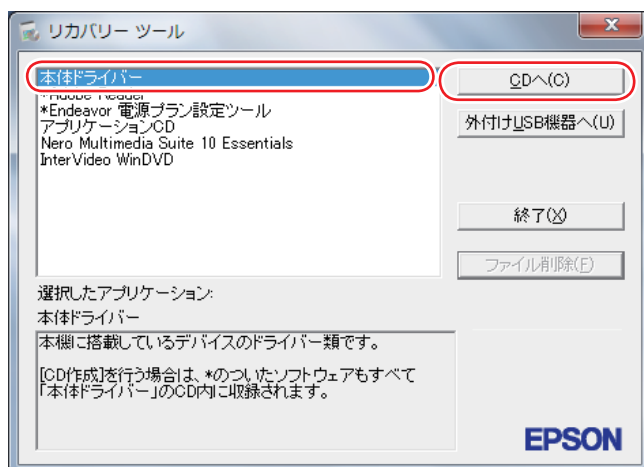 リカバリー ツール
本体ドライバー
*Adobe Reader
*Endeavor 電源プラン設定ツール
アプリケーションCD
Nero Multimedia Suite 10 Essentials
InterVideo WinDVD
CDへ(C)
外付けUSB機器へ(U)
終了(X)
ファイル削除(F)
選択したアプリケーション:
本体ドライバー
本機に搭載しているデバイスのドライバー類です。
[CD作成]を行う場合は、*のついたソフトウェアもすべて
「本体ドライバー」のCD内に収録されます。
EPSON